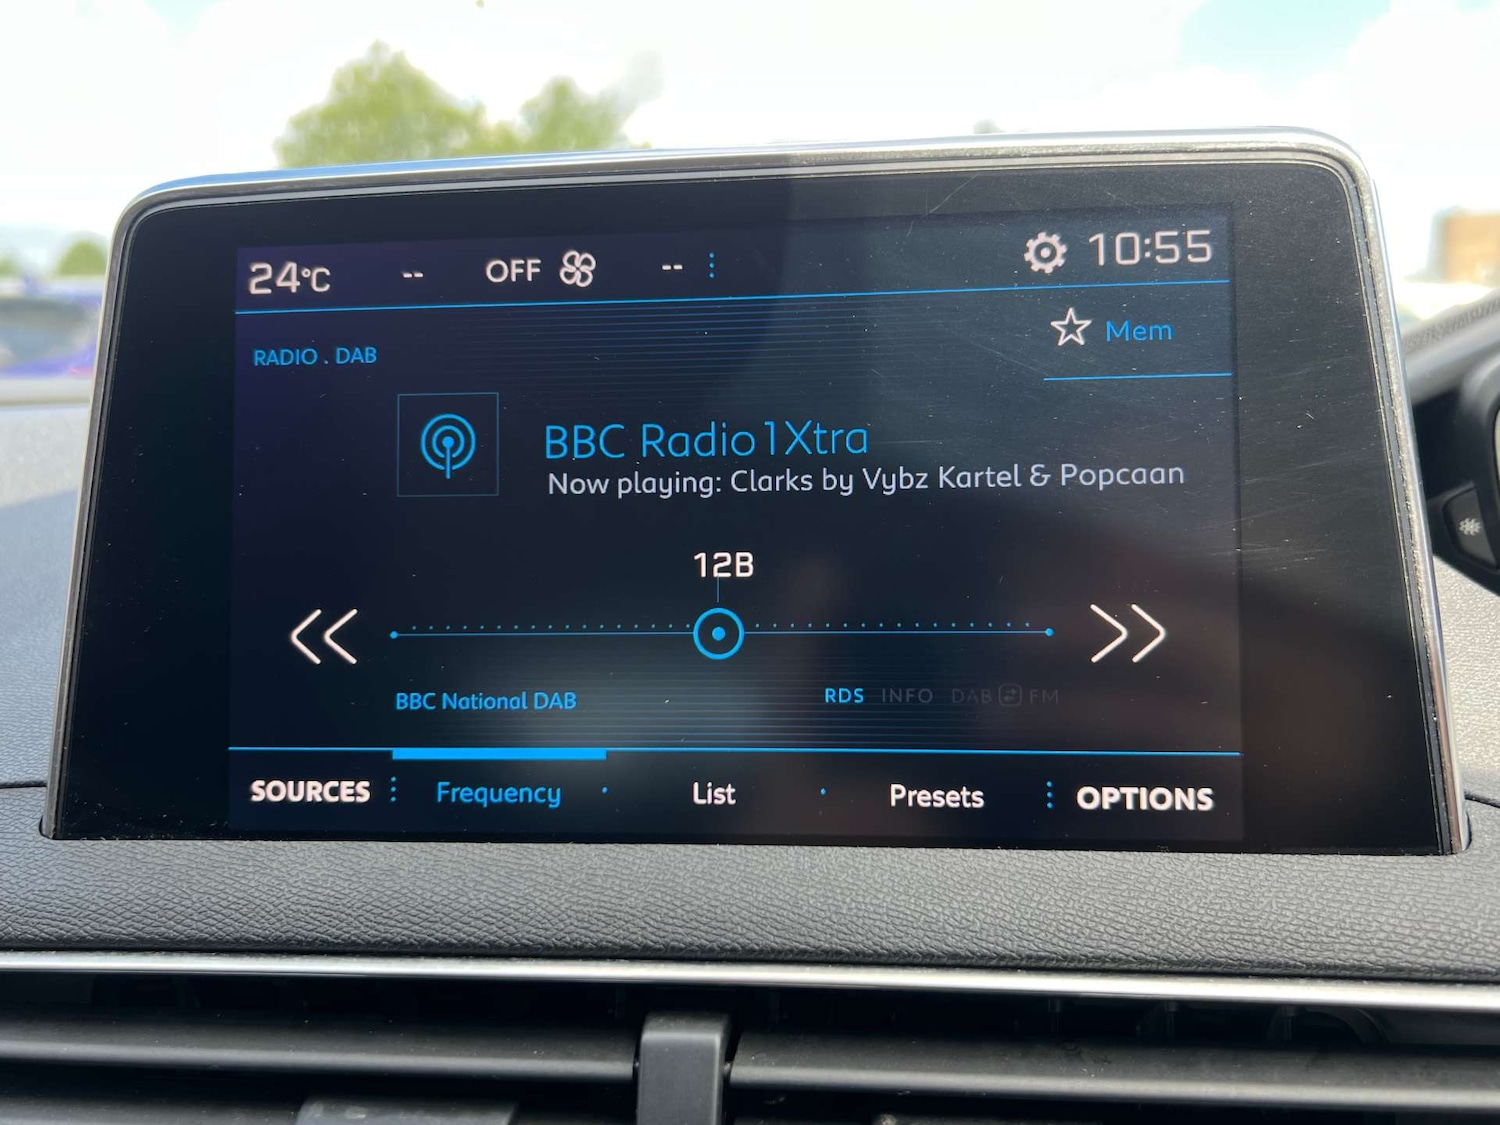 24°C -- OFF -- 10:55
Mem
RADIO . DAB
BBC Radio 1Xtra
Now playing: Clarks by Vybz Kartel & Popcaan
12B
BBC National DAB RDS INFO DAB FM
SOURCES Frequency List Presets OPTIONS